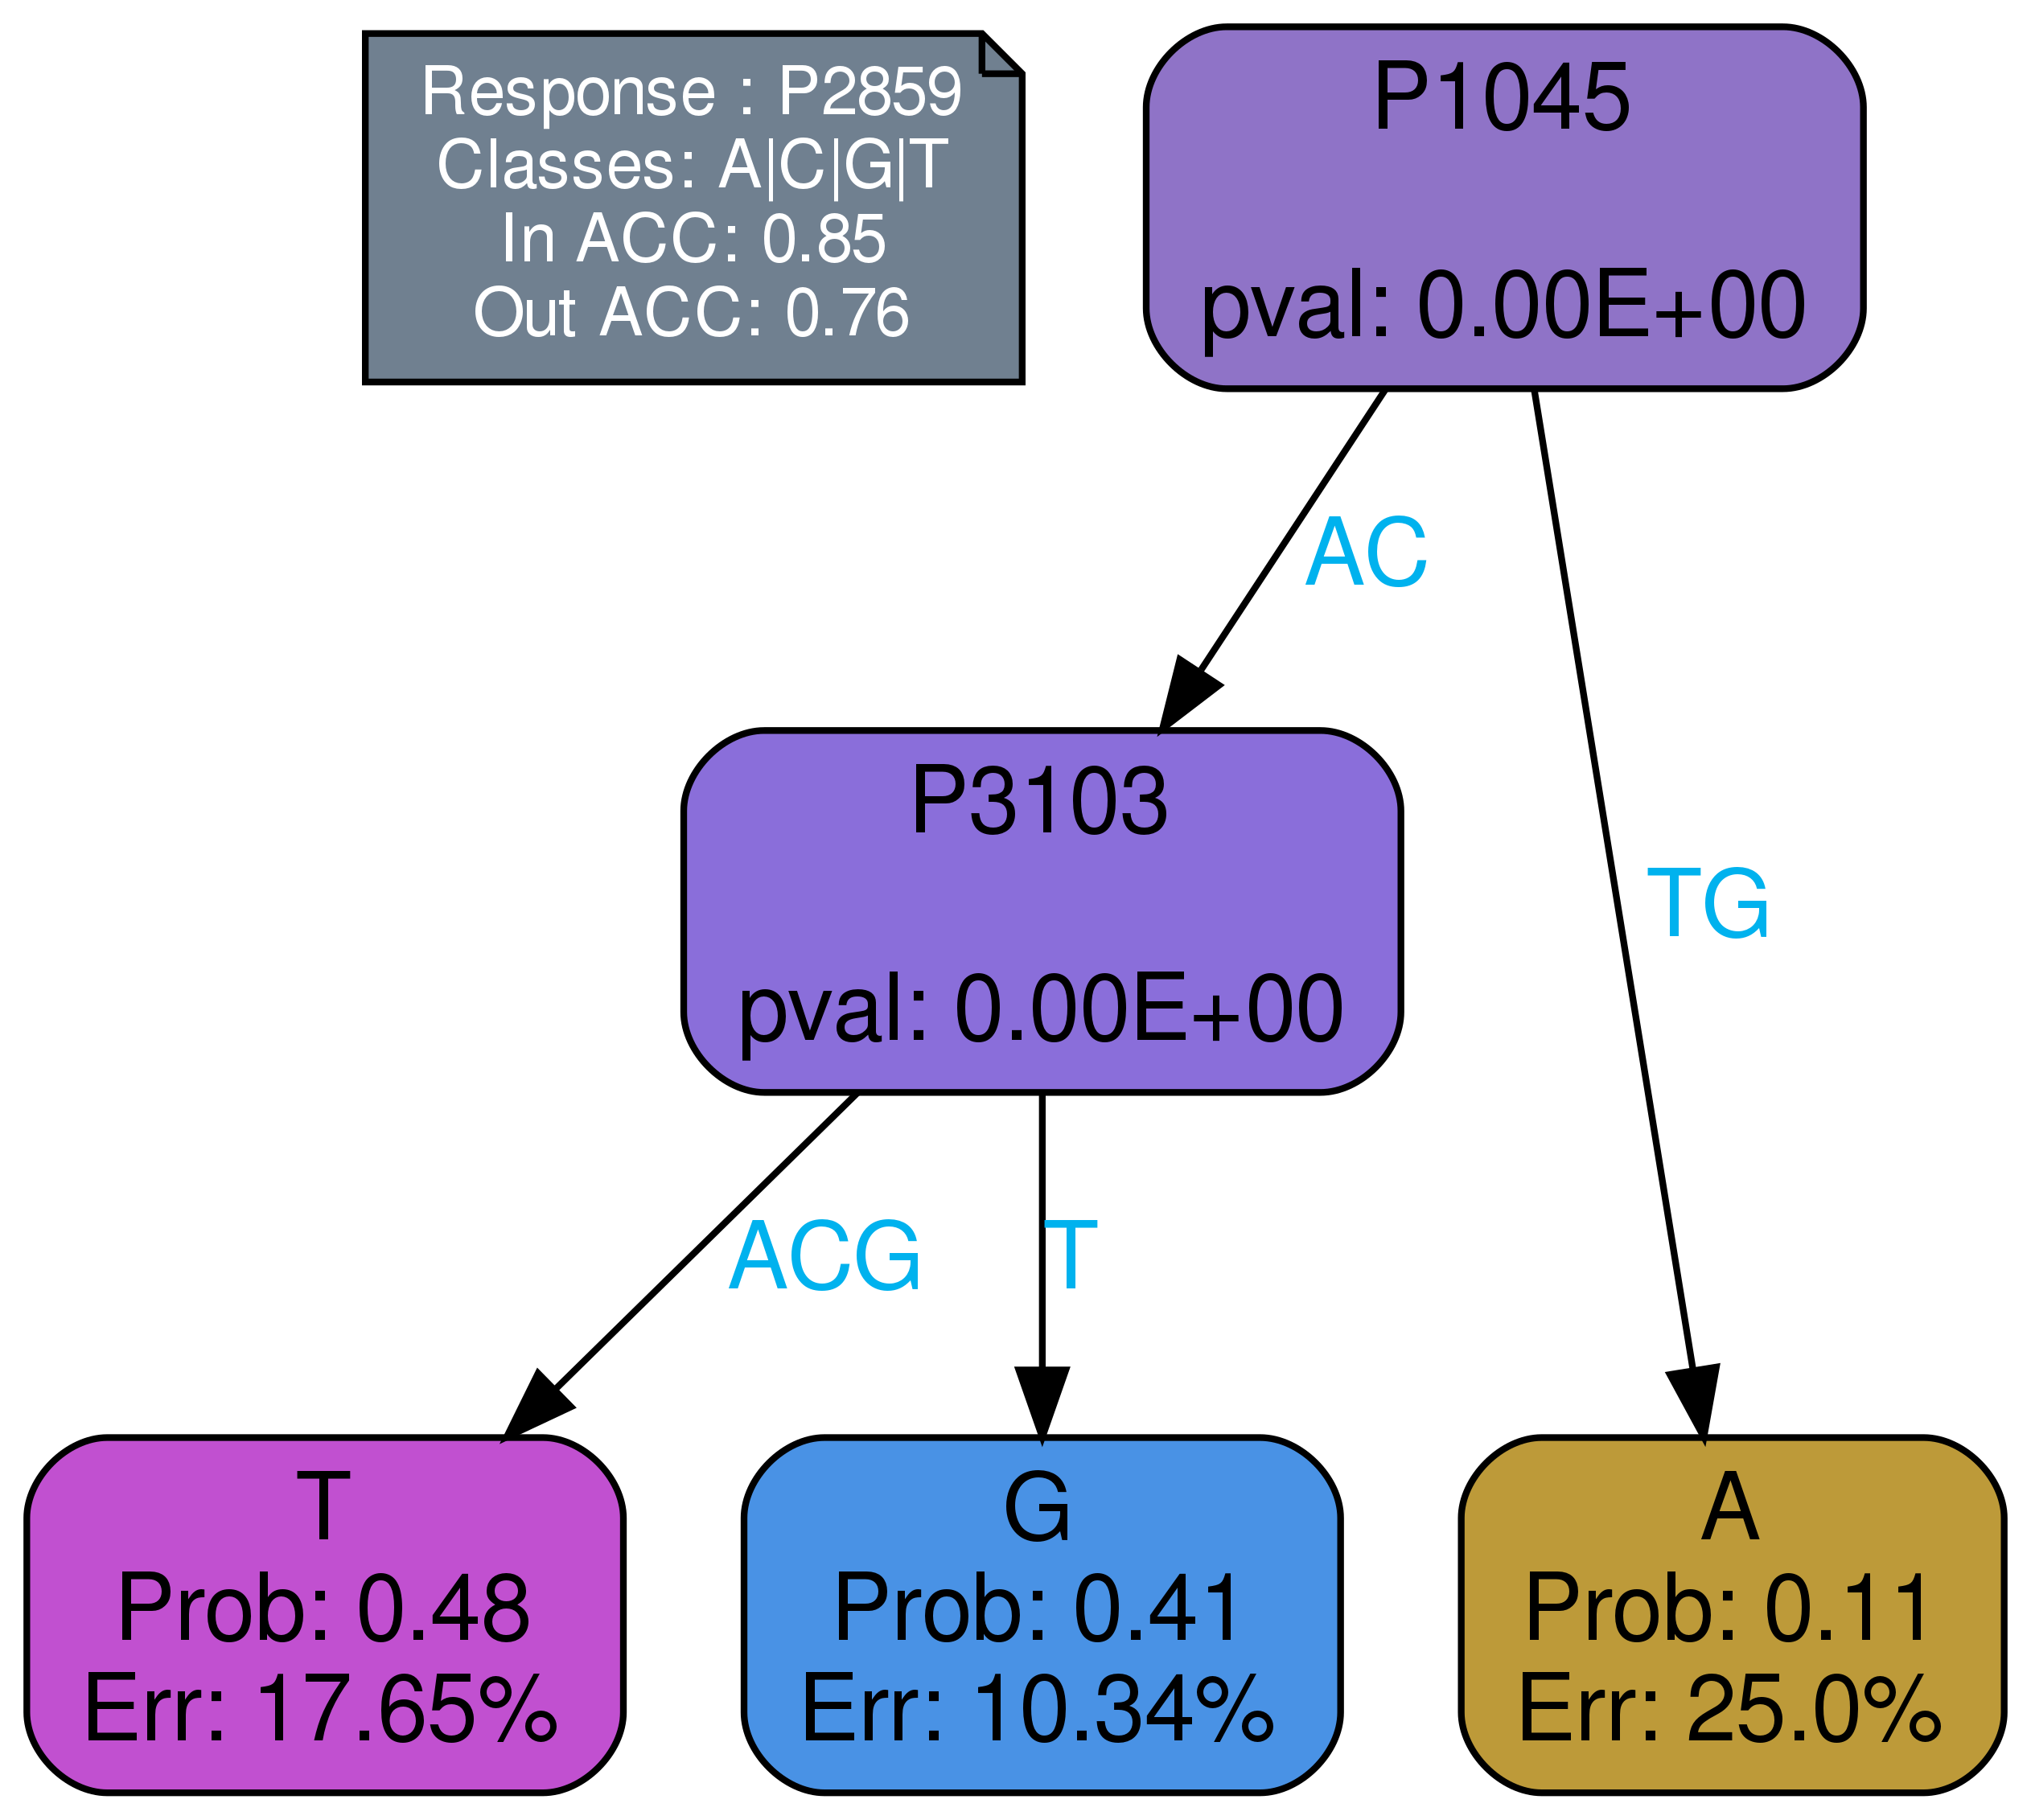 Response : P2859
Classes: A|C|G|T
In ACC: 0.85
Out ACC: 0.76
P1045
pval: 0.00E+00
AC
TG
P3103
pval: 0.00E+00
ACG
T
T
Prob: 0.48
Err: 17.65%
G
Prob: 0.41
Err: 10.34%
A
Prob: 0.11
Err: 25.0%